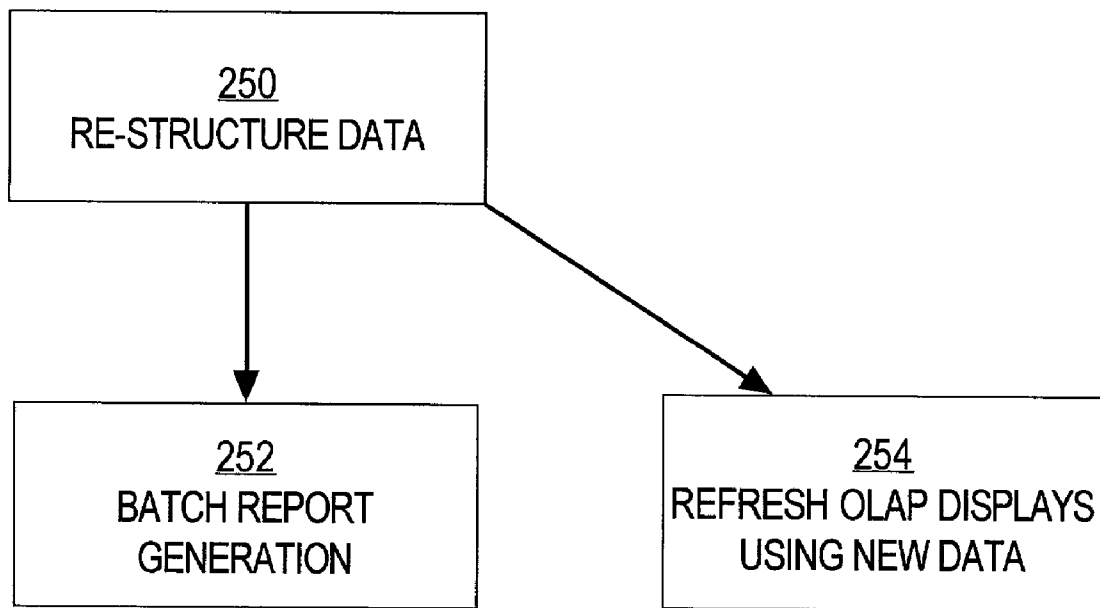 250
RE-STRUCTURE DATA
252
BATCH REPORT
GENERATION
254
REFRESH OLAP DISPLAYS
USING NEW DATA